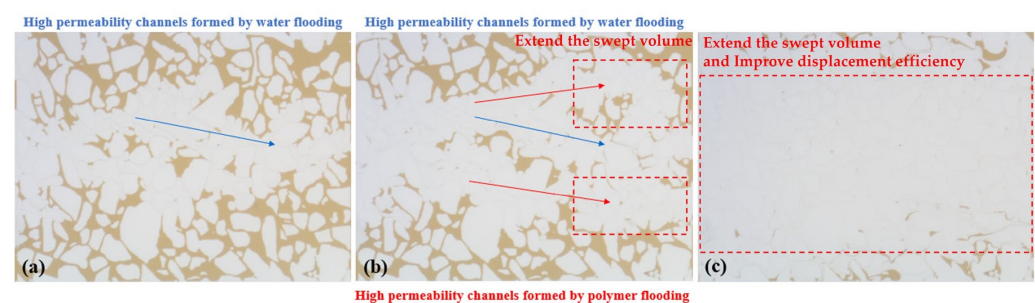 High permeability channels formed by water flooding
High permeability channels formed by water flooding
Extend the swept volume
Extend the swept volume
and Improve displacement efficiency
(a)
(b)
(c)
High permeability channels formed by polymer flooding